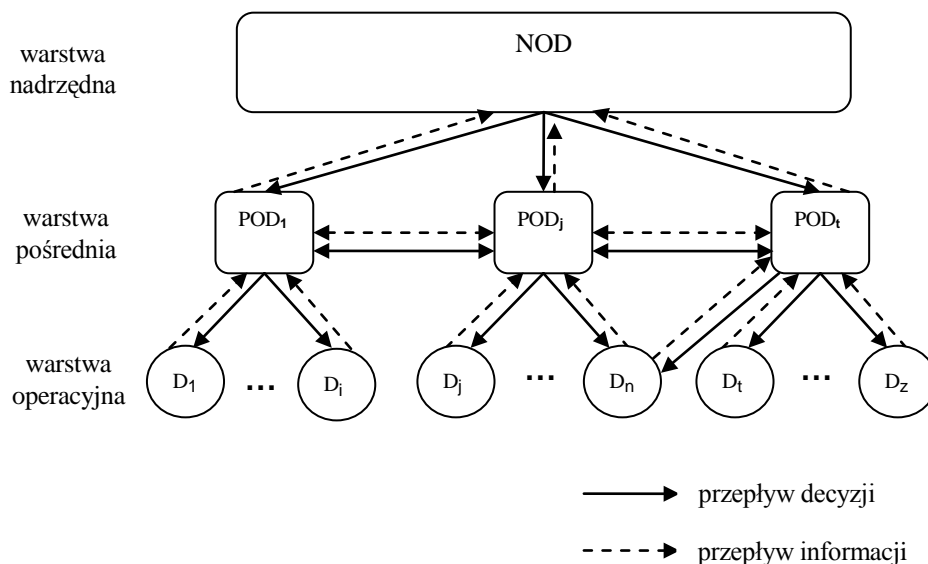 NOD
warstwa
nadrzędna
warstwa
pośrednia
POD₁
PODⱼ
PODₜ
warstwa
operacyjna
D₁
...
Dᵢ
Dⱼ
...
Dₙ
Dₜ
...
D_z
przepływ decyzji
przepływ informacji